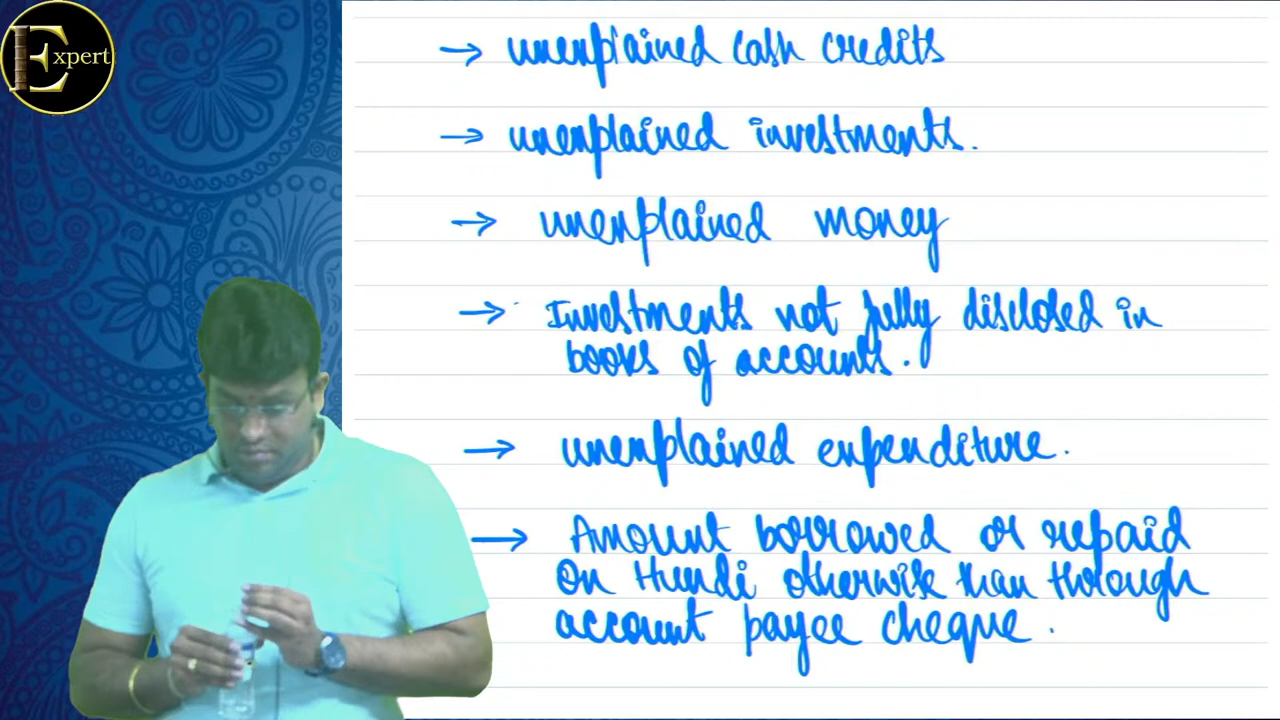 Expert
→ unexplained cash credits
→ unexplained investments.
→ unexplained money
→ Investments not fully disclosed in
books of accounts.
→ unexplained expenditure.
→ Amount borrowed or repaid
on Hundi otherwise than through
account payee cheque.